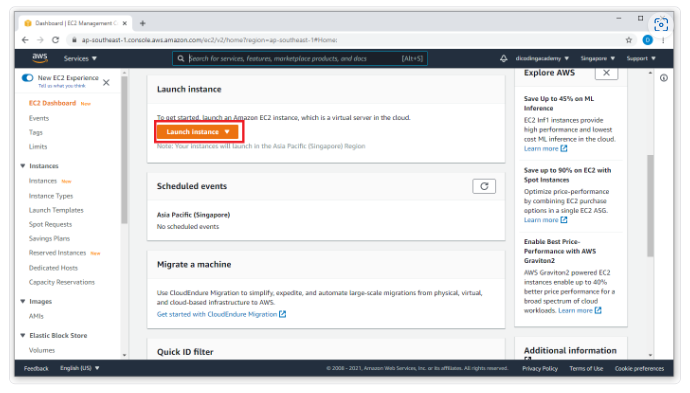 Dashboard | EC2 Management C
ap-southeast-1.console.aws.amazon.com/ec2/v2/home?region=ap-southeast-1#Home:
aws
Services ▼
Search for services, features, marketplace products, and docs
[Alt+S]
dicodingacademy ▼
Singapore ▼
Support ▼
New EC2 Experience
Tell us what you think
EC2 Dashboard New
Events
Tags
Limits
▼ Instances
Instances New
Instance Types
Launch Templates
Spot Requests
Savings Plans
Reserved Instances New
Dedicated Hosts
Capacity Reservations
▼ Images
AMIs
▼ Elastic Block Store
Volumes
Launch instance
To get started, launch an Amazon EC2 instance, which is a virtual server in the cloud.
Launch instance ▼
Note: Your instances will launch in the Asia Pacific (Singapore) Region
Scheduled events
Asia Pacific (Singapore)
No scheduled events
Migrate a machine
Use CloudEndure Migration to simplify, expedite, and automate large-scale migrations from physical, virtual,
and cloud-based infrastructure to AWS.
Get started with CloudEndure Migration
Quick ID filter
Explore AWS
Save Up to 45% on ML
Inference
EC2 Inf1 instances provide
high performance and lowest
cost ML inference in the cloud.
Learn more
Save up to 90% on EC2 with
Spot Instances
Optimize price-performance
by combining EC2 purchase
options in a single EC2 ASG.
Learn more
Enable Best Price-
Performance with AWS
Graviton2
AWS Graviton2 powered EC2
instances enable up to 40%
better price performance for a
broad spectrum of cloud
workloads. Learn more
Additional information
Feedback
English (US) ▼
© 2008 - 2021, Amazon Web Services, Inc. or its affiliates. All rights reserved.
Privacy Policy
Terms of Use
Cookie preferences